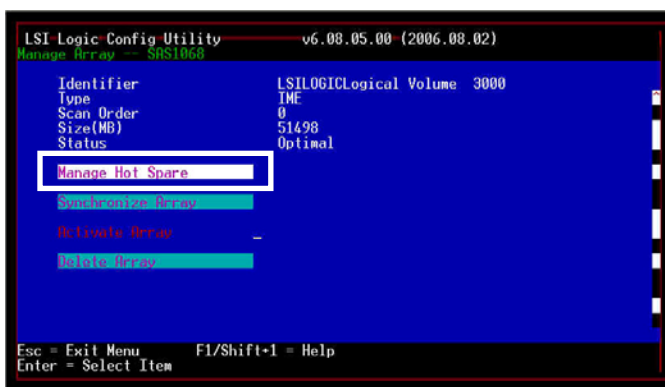 LSI Logic Config Utility v6.08.05.00 (2006.08.02)
Manage Array -- SAS1068
Identifier LSILOGICLogical Volume 3000
Type IME
Scan Order 0
Size(MB) 51498
Status Optimal
Manage Hot Spare
Synchronize Array
Activate Array
Delete Array
Esc = Exit Menu F1/Shift+1 = Help
Enter = Select Item